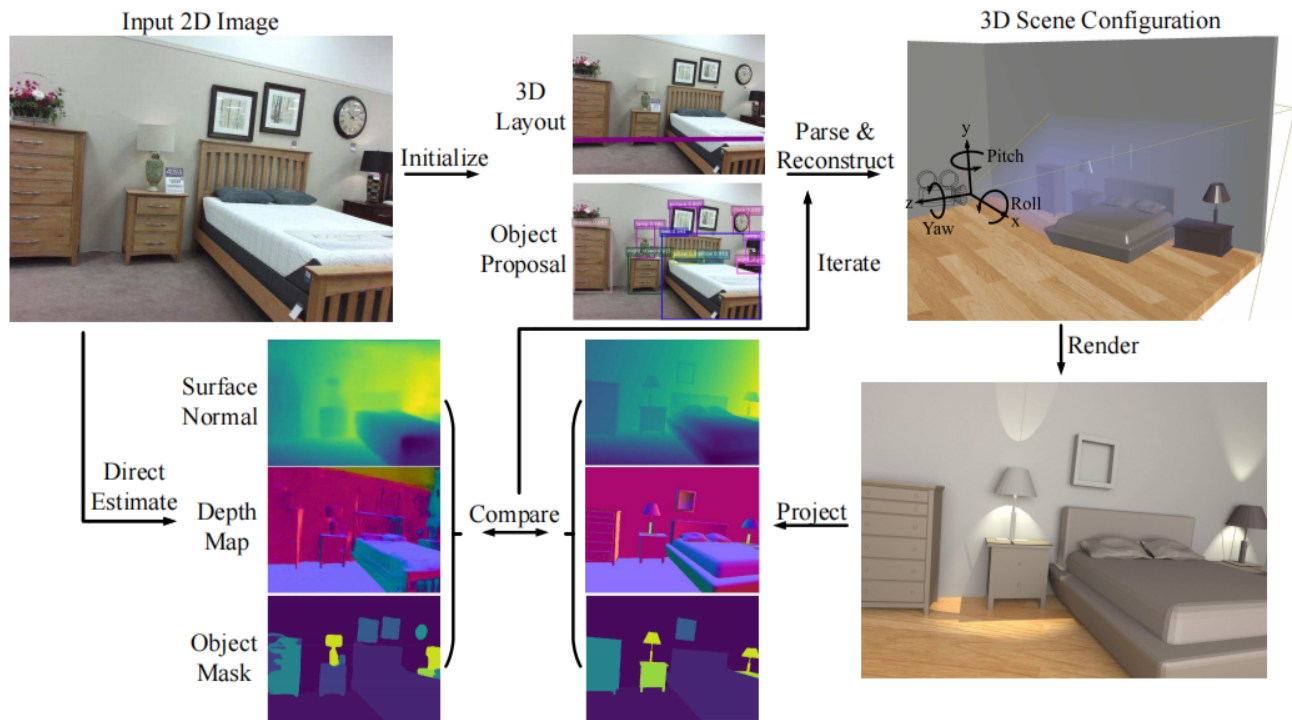 Input 2D Image
3D Scene Configuration
3D
Layout
Initialize
Object
Proposal
Parse &
Reconstruct
Iterate
y
Pitch
z
Roll
x
Yaw
Render
Surface
Normal
Direct
Estimate
Depth
Map
Compare
Project
Object
Mask